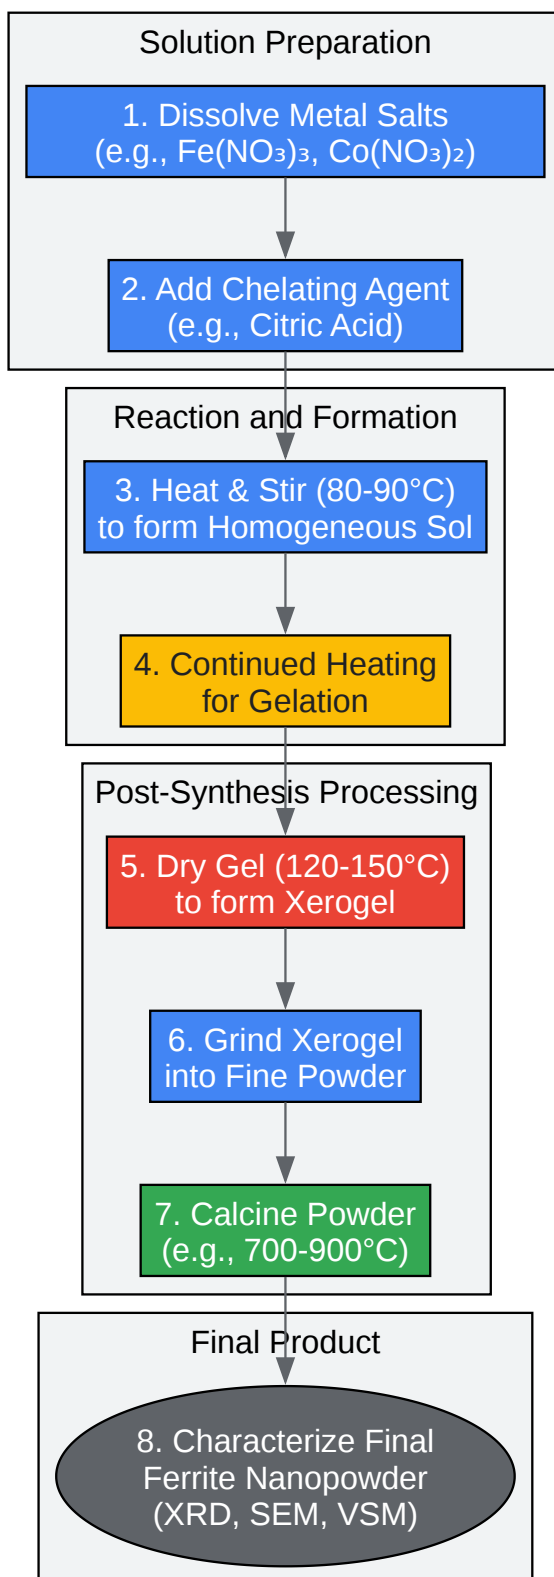 Solution Preparation
1. Dissolve Metal Salts
(e.g., Fe(NO₃)₃, Co(NO₃)₂)
2. Add Chelating Agent
(e.g., Citric Acid)
Reaction and Formation
3. Heat & Stir (80-90°C)
to form Homogeneous Sol
4. Continued Heating
for Gelation
Post-Synthesis Processing
5. Dry Gel (120-150°C)
to form Xerogel
6. Grind Xerogel
into Fine Powder
7. Calcine Powder
(e.g., 700-900°C)
Final Product
8. Characterize Final
Ferrite Nanopowder
(XRD, SEM, VSM)